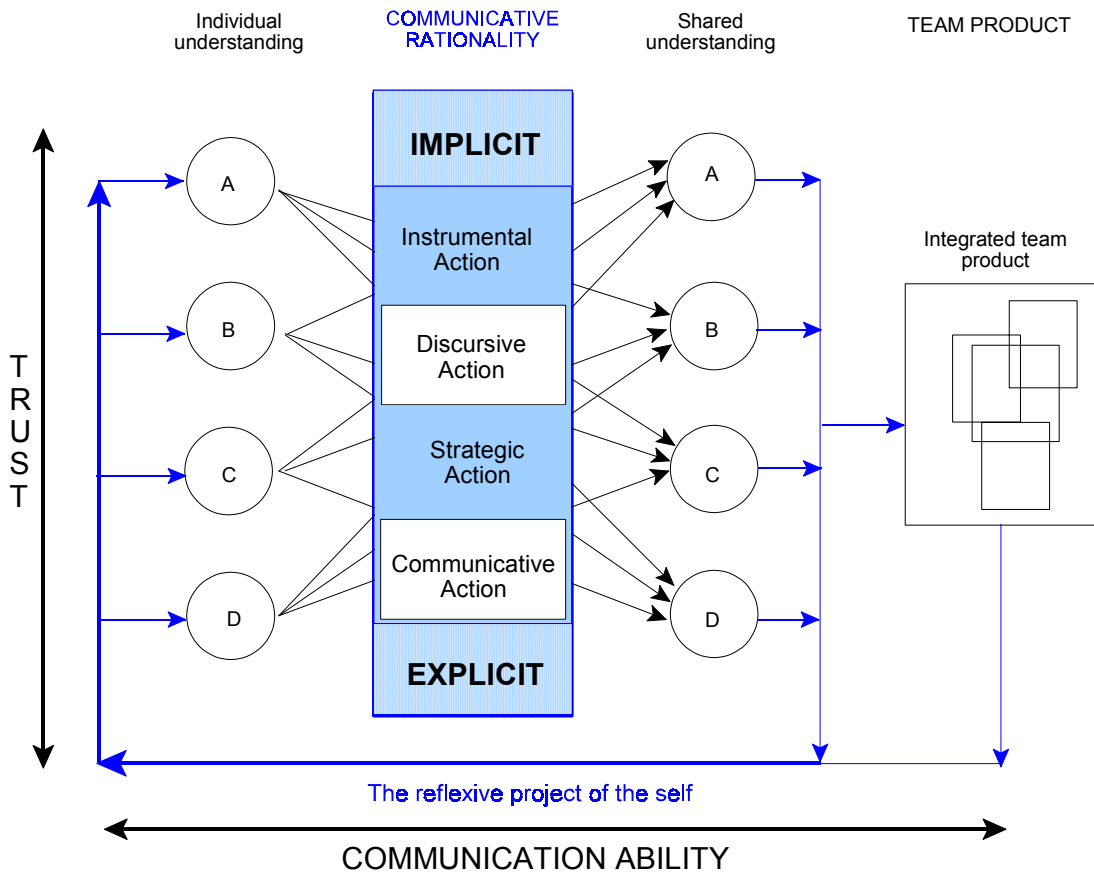 Individual
understanding
COMMUNICATIVE
RATIONALITY
Shared
understanding
TEAM PRODUCT
IMPLICIT
A
A
Instrumental
Action
Integrated team
product
B
Discursive
Action
B
TRUST
C
Strategic
Action
C
D
Communicative
Action
D
EXPLICIT
The reflexive project of the self
COMMUNICATION ABILITY